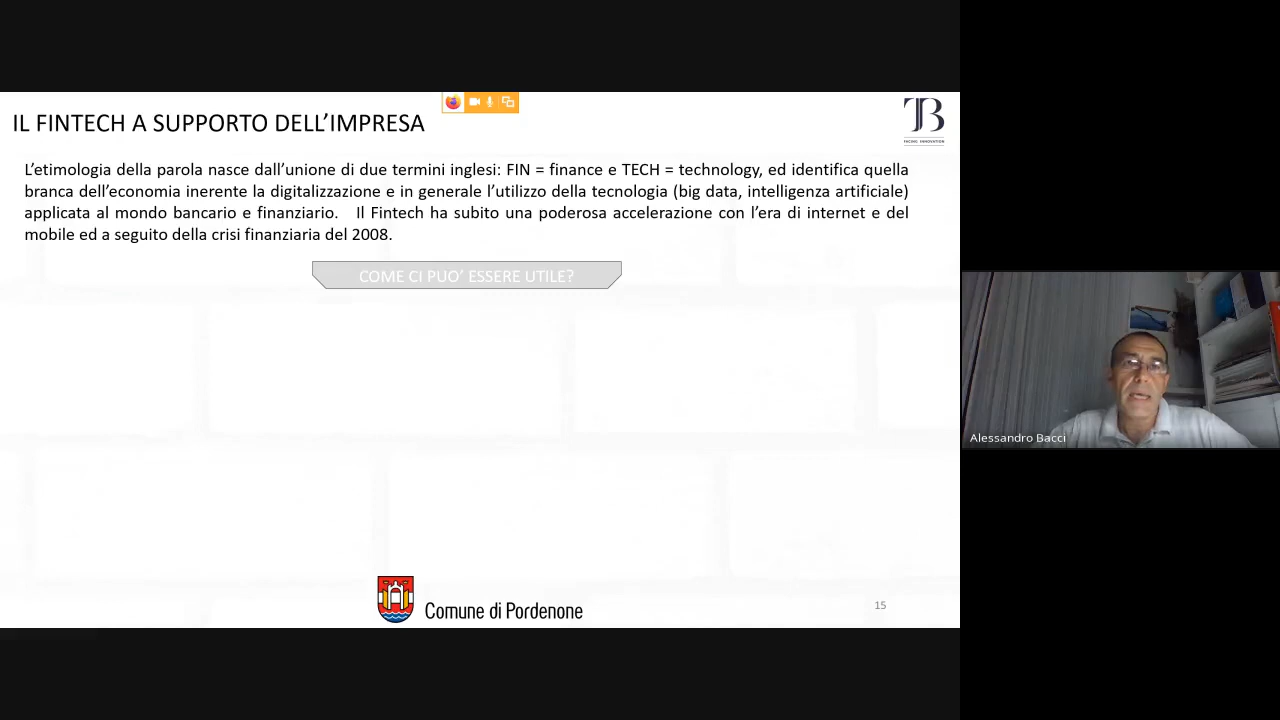 IL FINTECH A SUPPORTO DELL'IMPRESA
TB
FACING INNOVATION
L'etimologia della parola nasce dall'unione di due termini inglesi: FIN = finance e TECH = technology, ed identifica quella
branca dell'economia inerente la digitalizzazione e in generale l'utilizzo della tecnologia (big data, intelligenza artificiale)
applicata al mondo bancario e finanziario. Il Fintech ha subito una poderosa accelerazione con l'era di internet e del
mobile ed a seguito della crisi finanziaria del 2008.
COME CI PUO' ESSERE UTILE?
Alessandro Bacci
Comune di Pordenone
15